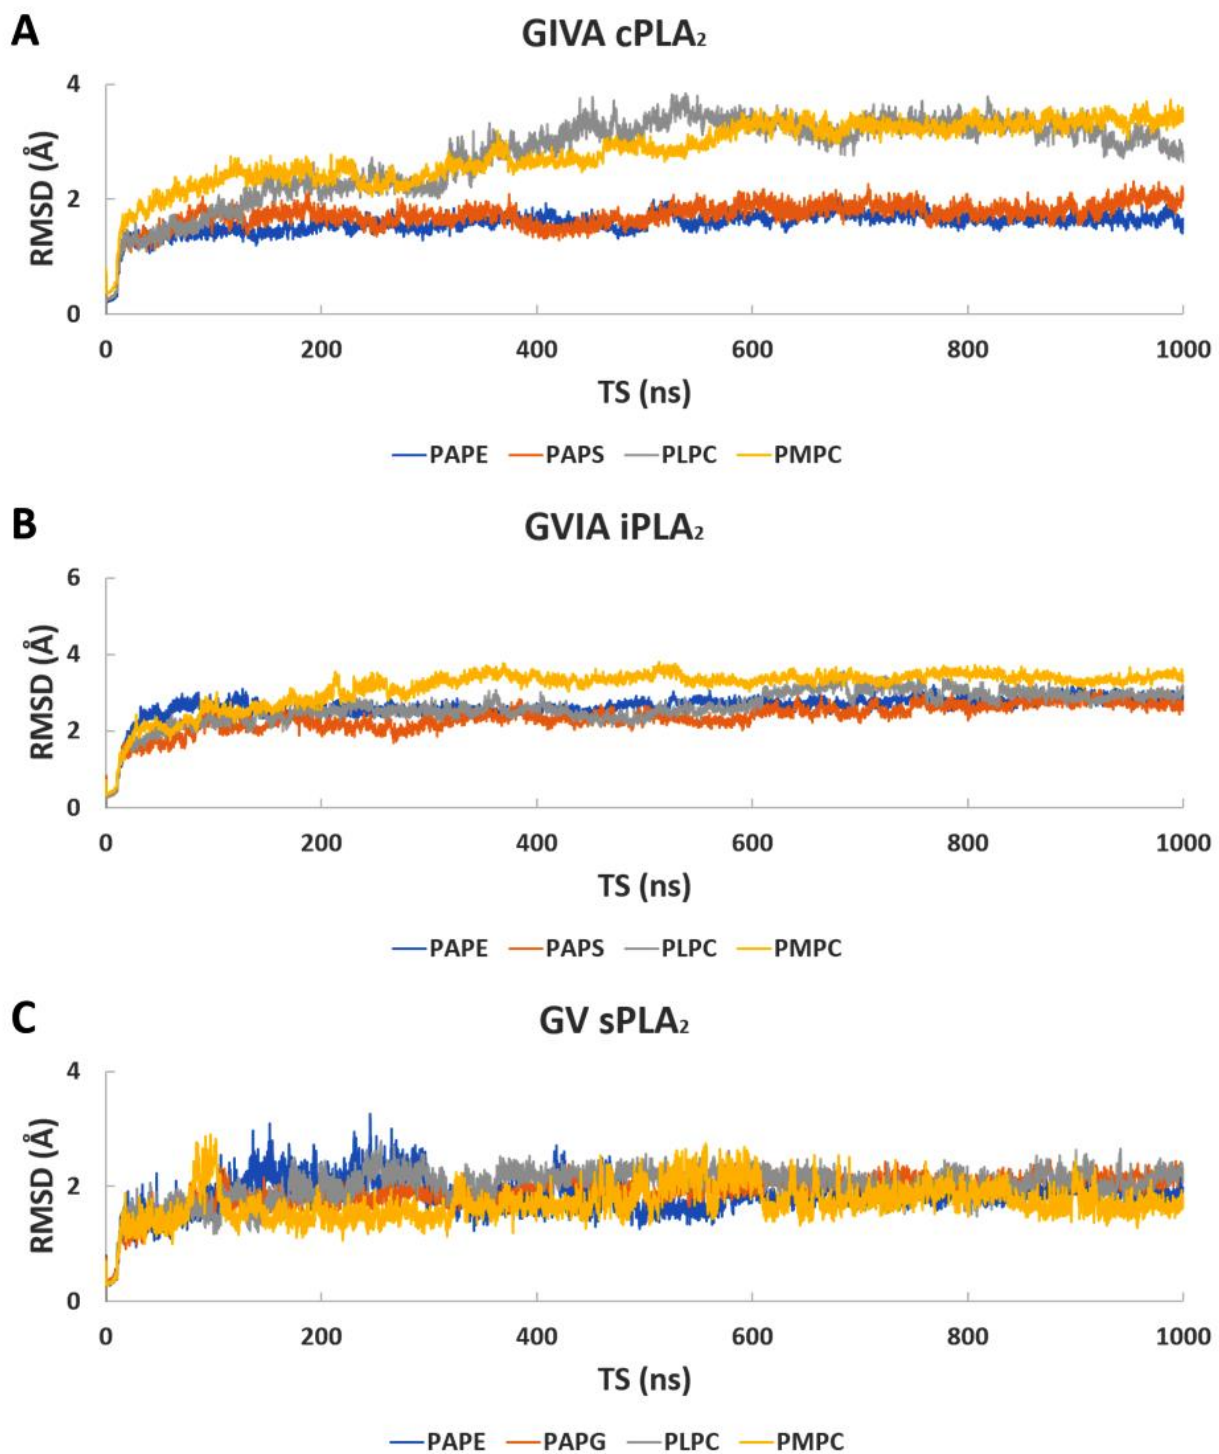 A
GIVA cPLA₂
4
2
0
RMSD (Å)
0 200 400 600 800 1000
TS (ns)
PAPE PAPS PLPC PMPC
B
GVIA iPLA₂
6
4
2
0
RMSD (Å)
0 200 400 600 800 1000
TS (ns)
PAPE PAPS PLPC PMPC
C
GV sPLA₂
4
2
0
RMSD (Å)
0 200 400 600 800 1000
TS (ns)
PAPE PAPG PLPC PMPC